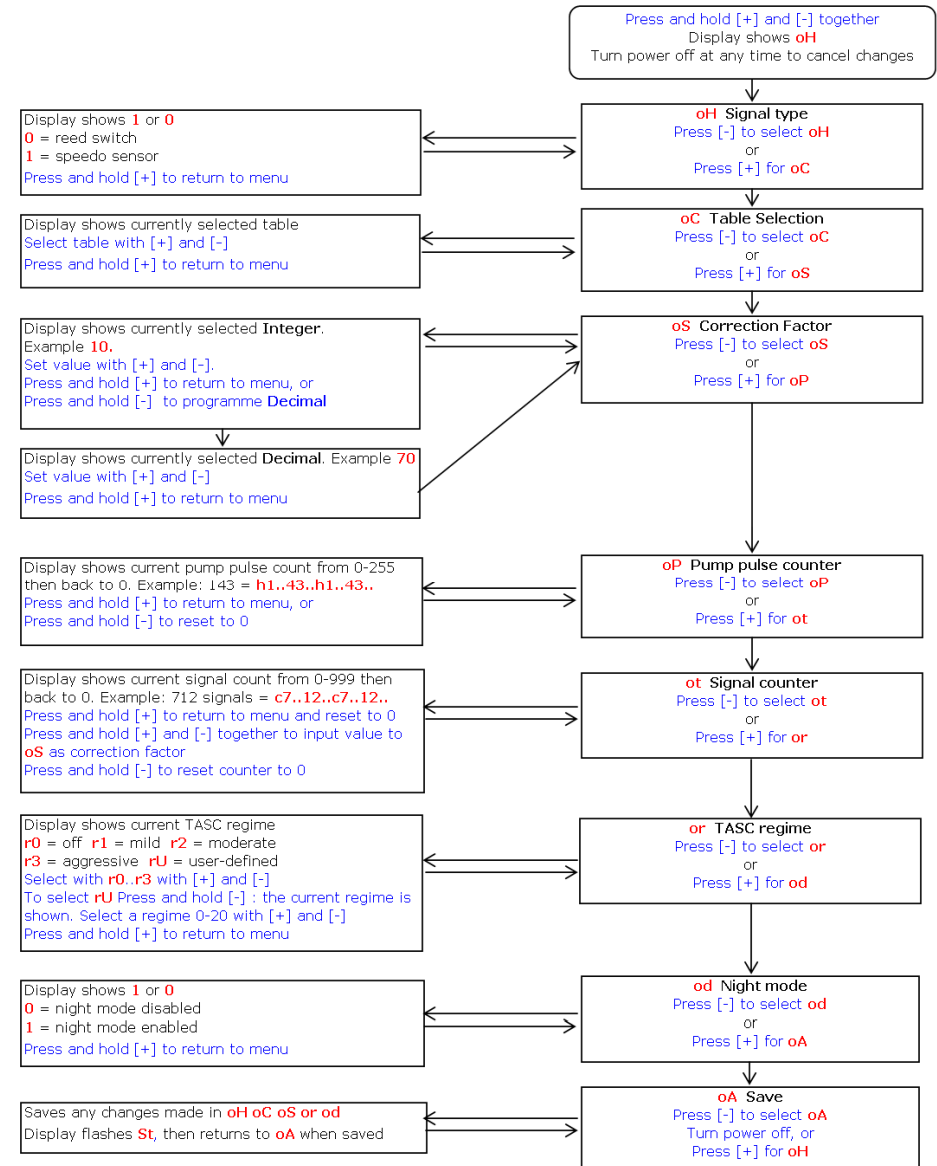 Press and hold [+] and [-] together
Display shows oH
Turn power off at any time to cancel changes
oH Signal type
Press [-] to select oH
or
Press [+] for oC
Display shows 1 or 0
0 = reed switch
1 = speedo sensor
Press and hold [+] to return to menu
oC Table Selection
Press [-] to select oC
or
Press [+] for oS
Display shows currently selected table
Select table with [+] and [-]
Press and hold [+] to return to menu
oS Correction Factor
Press [-] to select oS
or
Press [+] for oP
Display shows currently selected Integer.
Example 10.
Set value with [+] and [-].
Press and hold [+] to return to menu, or
Press and hold [-] to programme Decimal
Display shows currently selected Decimal. Example 70
Set value with [+] and [-]
Press and hold [+] to return to menu
oP Pump pulse counter
Press [-] to select oP
or
Press [+] for ot
Display shows current pump pulse count from 0-255
then back to 0. Example: 143 = h1..43..h1..43..
Press and hold [+] to return to menu, or
Press and hold [-] to reset to 0
ot Signal counter
Press [-] to select ot
or
Press [+] for or
Display shows current signal count from 0-999 then
back to 0. Example: 712 signals = c7..12..c7..12..
Press and hold [+] to return to menu and reset to 0
Press and hold [+] and [-] together to input value to
oS as correction factor
Press and hold [-] to reset counter to 0
or TASC regime
Press [-] to select or
or
Press [+] for od
Display shows current TASC regime
r0 = off r1 = mild r2 = moderate
r3 = aggressive rU = user-defined
Select with r0..r3 with [+] and [-]
To select rU Press and hold [-] : the current regime is
shown. Select a regime 0-20 with [+] and [-]
Press and hold [+] to return to menu
od Night mode
Press [-] to select od
or
Press [+] for oA
Display shows 1 or 0
0 = night mode disabled
1 = night mode enabled
Press and hold [+] to return to menu
oA Save
Press [-] to select oA
Turn power off, or
Press [+] for oH
Saves any changes made in oH oC oS or od
Display flashes St, then returns to oA when saved